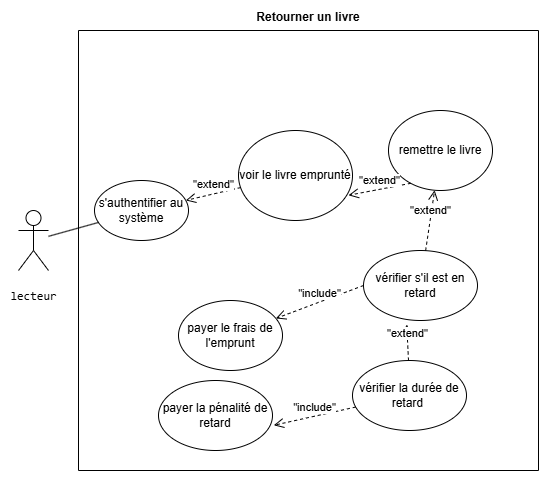 Retourner un livre
remettre le livre
"extend"
voir le livre emprunté
"extend"
s'authentifier au
système
"extend"
lecteur
vérifier s'il est en
retard
"include"
payer le frais de
l'emprunt
"extend"
vérifier la durée de
retard
"include"
payer la pénalité de
retard